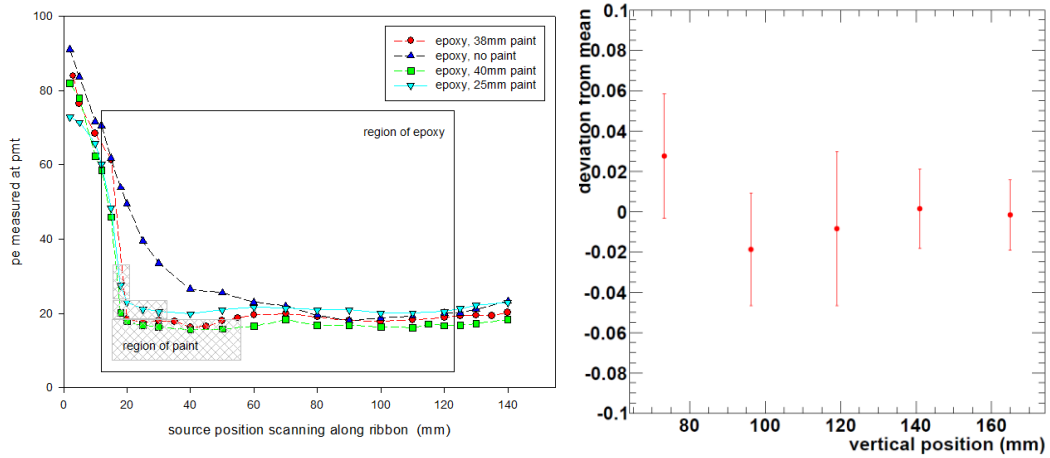 100
80
60
40
20
0
pe measured at pmt
epoxy, 38mm paint
epoxy, no paint
epoxy, 40mm paint
epoxy, 25mm paint
region of epoxy
region of paint
0 20 40 60 80 100 120 140
source position scanning along ribbon (mm)
0.1
0.08
0.06
0.04
0.02
0
-0.02
-0.04
-0.06
-0.08
-0.1
deviation from mean
80 100 120 140 160
vertical position (mm)